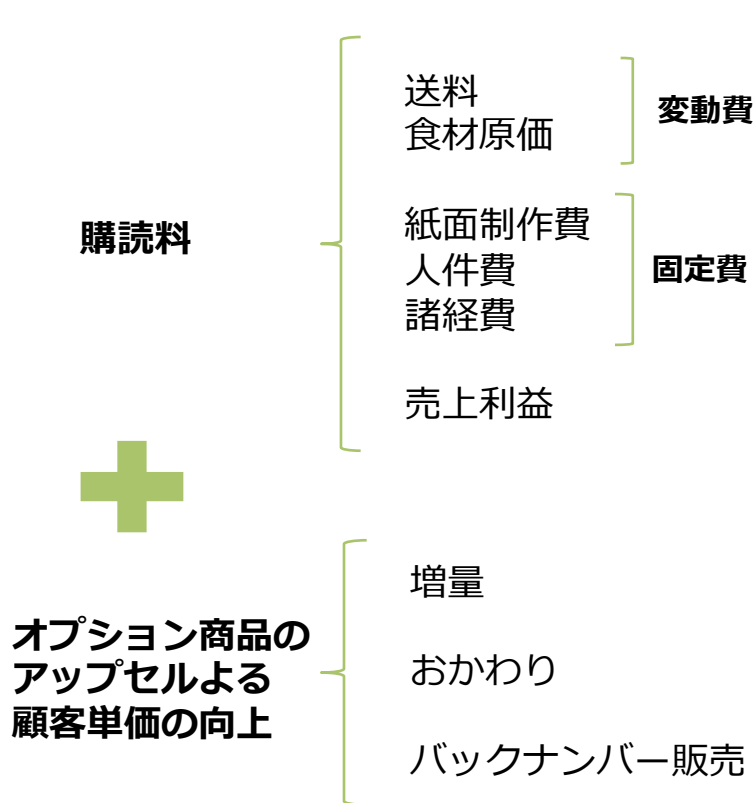 送料
食材原価
変動費
購読料
紙面制作費
人件費
諸経費
固定費
売上利益
オプション商品の
アップセルよる
顧客単価の向上
増量
おかわり
バックナンバー販売